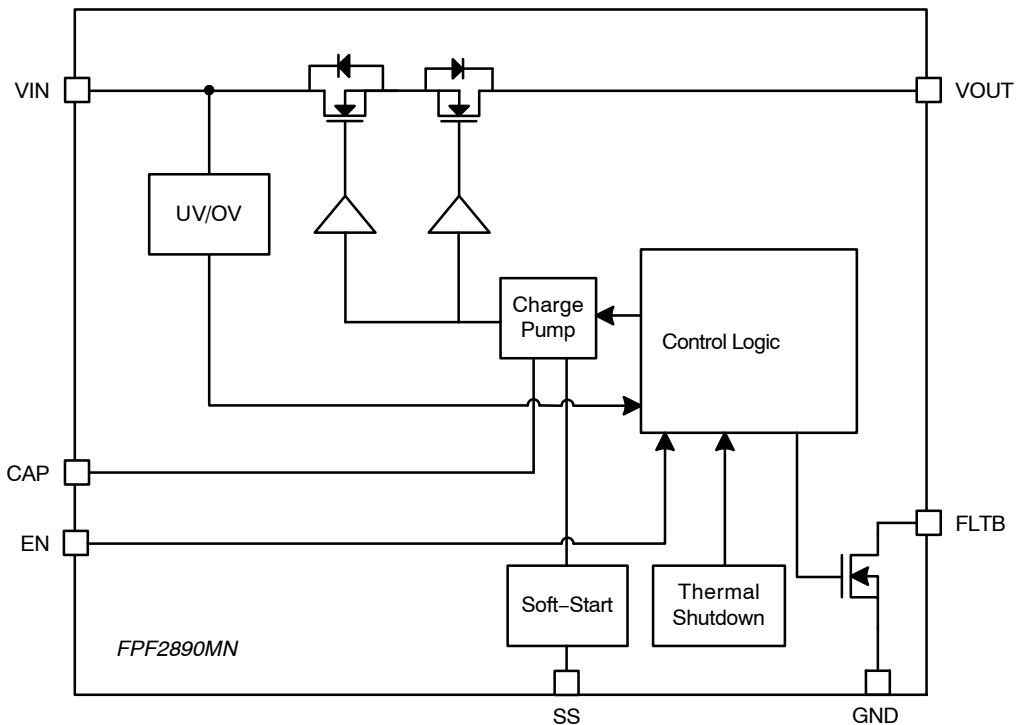 VIN
VOUT
UV/OV
Charge
Pump
Control Logic
CAP
EN
FLTB
Soft−Start
Thermal
Shutdown
FPF2890MN
SS
GND